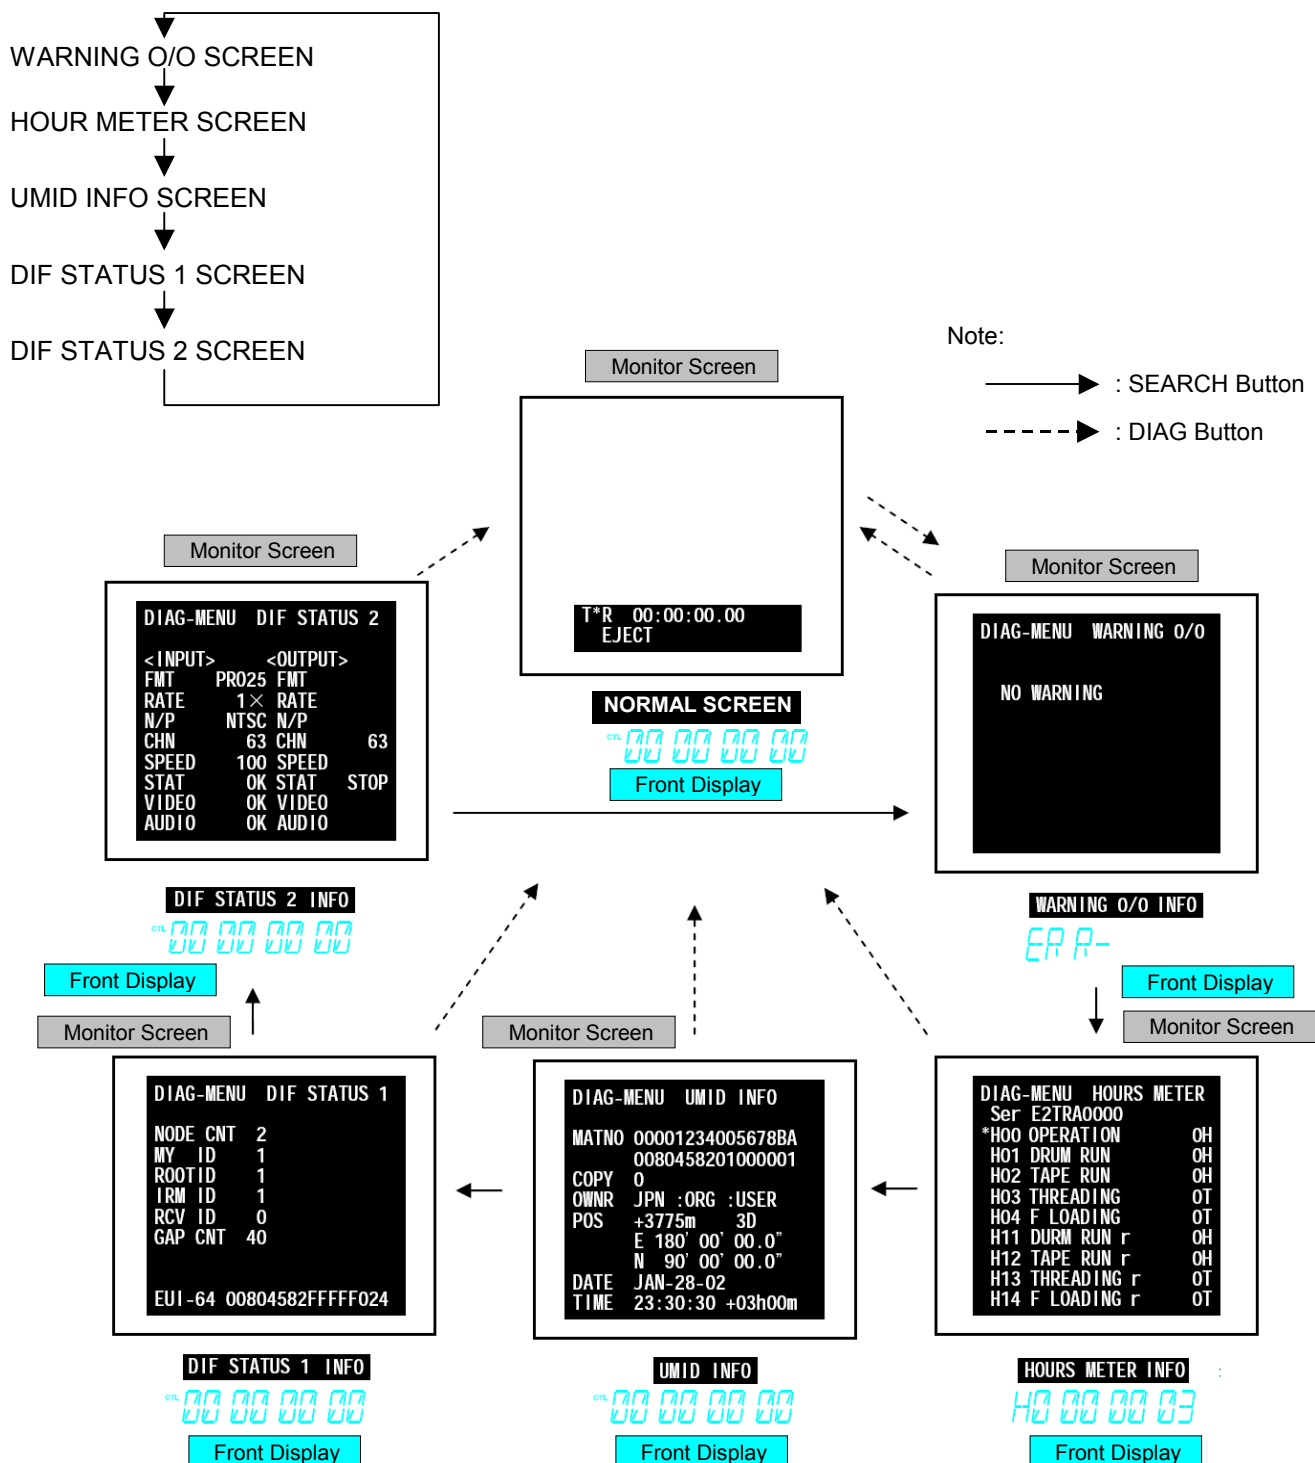 WARNING O/O SCREEN
HOUR METER SCREEN
UMID INFO SCREEN
DIF STATUS 1 SCREEN
DIF STATUS 2 SCREEN
Note:
: SEARCH Button
: DIAG Button
Monitor Screen
T*R 00:00:00.00
EJECT
NORMAL SCREEN
CTL 00 00 00 00
Front Display
Monitor Screen
DIAG-MENU DIF STATUS 2
<INPUT> <OUTPUT>
FMT PRO25 FMT
RATE 1× RATE
N/P NTSC N/P
CHN 63 CHN 63
SPEED 100 SPEED
STAT OK STAT STOP
VIDEO OK VIDEO
AUDIO OK AUDIO
DIF STATUS 2 INFO
CTL 00 00 00 00
Front Display
Monitor Screen
DIAG-MENU WARNING O/O
NO WARNING
WARNING O/O INFO
ERR-
Front Display
Monitor Screen
DIAG-MENU DIF STATUS 1
NODE CNT 2
MY ID 1
ROOTID 1
IRM ID 1
RCV ID 0
GAP CNT 40
EUI-64 00804582FFFFF024
DIF STATUS 1 INFO
CTL 00 00 00 00
Front Display
Monitor Screen
DIAG-MENU UMID INFO
MATNO 00001234005678BA
0080458201000001
COPY 0
OWNR JPN :ORG :USER
POS +3775m 3D
E 180' 00' 00.0"
N 90' 00' 00.0"
DATE JAN-28-02
TIME 23:30:30 +03h00m
UMID INFO
CTL 00 00 00 00
Front Display
Monitor Screen
DIAG-MENU HOURS METER
Ser E2TRA0000
*H00 OPERATION 0H
H01 DRUM RUN 0H
H02 TAPE RUN 0H
H03 THREADING 0T
H04 F LOADING 0T
H11 DURM RUN r 0H
H12 TAPE RUN r 0H
H13 THREADING r 0T
H14 F LOADING r 0T
HOURS METER INFO :
H0 00 00 03
Front Display